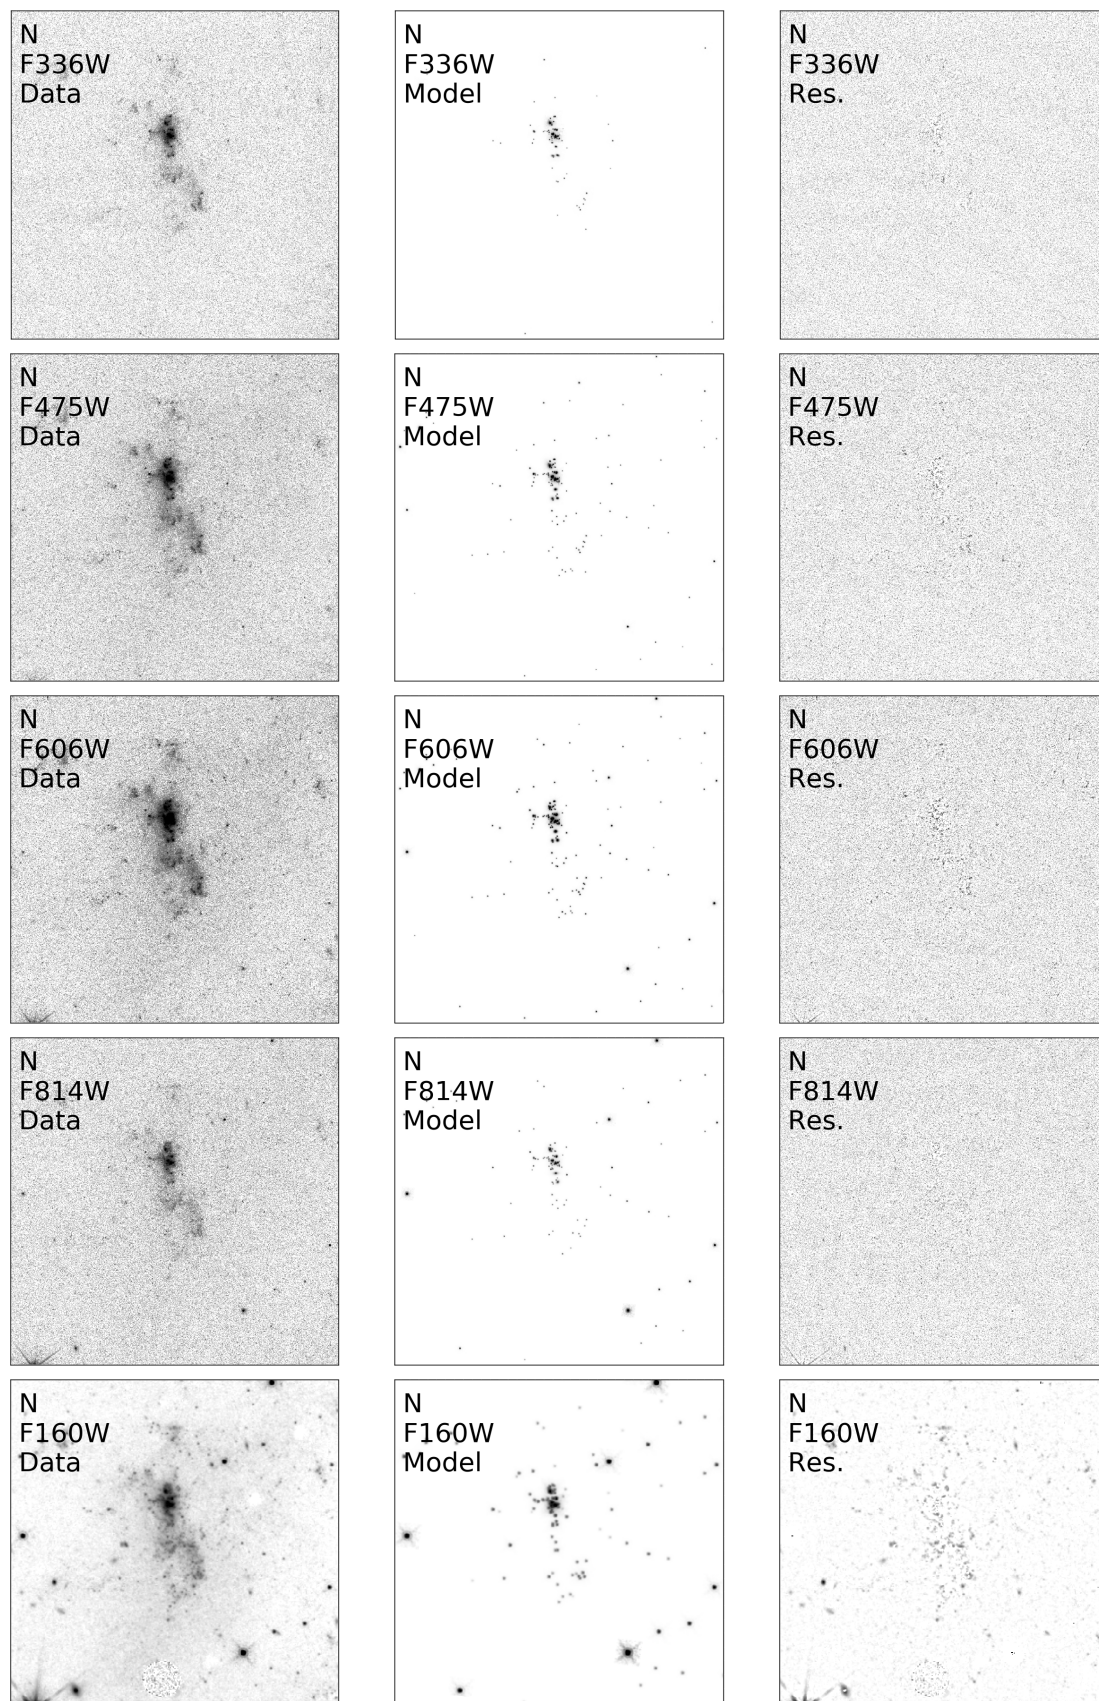 N
F336W
Data
N
F336W
Model
N
F336W
Res.
N
F475W
Data
N
F475W
Model
N
F475W
Res.
N
F606W
Data
N
F606W
Model
N
F606W
Res.
N
F814W
Data
N
F814W
Model
N
F814W
Res.
N
F160W
Data
N
F160W
Model
N
F160W
Res.